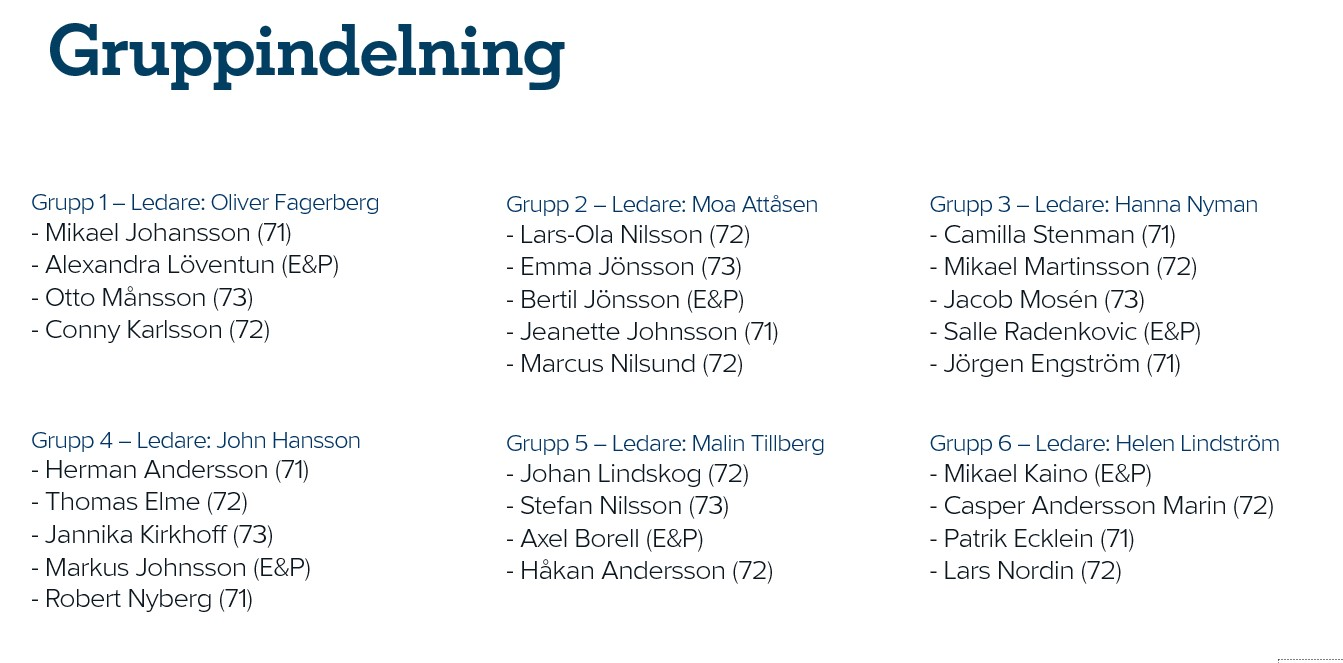 Gruppindelning
Grupp 1 – Ledare: Oliver Fagerberg
- Mikael Johansson (71)
- Alexandra Löventun (E&P)
- Otto Månsson (73)
- Conny Karlsson (72)
Grupp 2 – Ledare: Moa Attåsen
- Lars-Ola Nilsson (72)
- Emma Jönsson (73)
- Bertil Jönsson (E&P)
- Jeanette Johnsson (71)
- Marcus Nilsund (72)
Grupp 3 – Ledare: Hanna Nyman
- Camilla Stenman (71)
- Mikael Martinsson (72)
- Jacob Mosén (73)
- Salle Radenkovic (E&P)
- Jörgen Engström (71)
Grupp 4 – Ledare: John Hansson
- Herman Andersson (71)
- Thomas Elme (72)
- Jannika Kirkhoff (73)
- Markus Johnsson (E&P)
- Robert Nyberg (71)
Grupp 5 – Ledare: Malin Tillberg
- Johan Lindskog (72)
- Stefan Nilsson (73)
- Axel Borell (E&P)
- Håkan Andersson (72)
Grupp 6 – Ledare: Helen Lindström
- Mikael Kaino (E&P)
- Casper Andersson Marin (72)
- Patrik Ecklein (71)
- Lars Nordin (72)